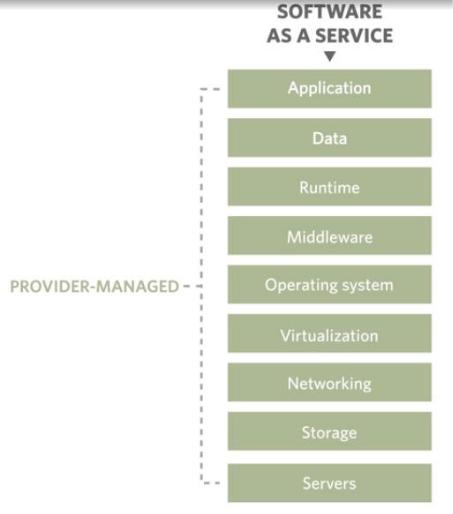 SOFTWARE
AS A SERVICE
Application
Data
Runtime
Middleware
PROVIDER-MANAGED
Operating system
Virtualization
Networking
Storage
Servers